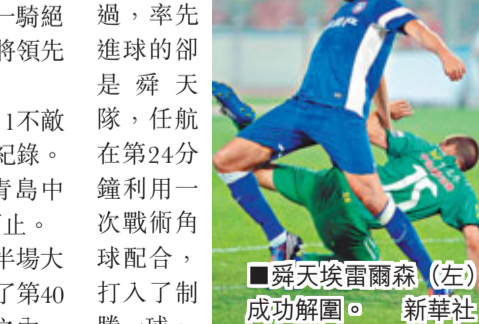 一騎絕
將領先
1不敵
紀錄。
青島中
止。
半場大
了第40
過,率先
進球的卻
是舜天
隊,任航
在第24分
鐘利用一
次戰術角
球配合,
打入了制
15
■舜天埃雷爾森(左)
成功解圍。 新華社